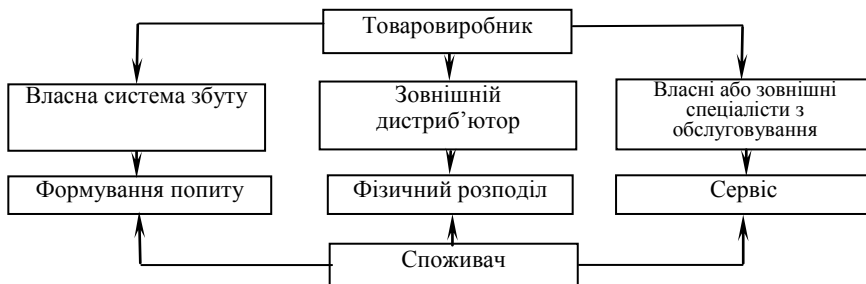 Товаровиробник
Власна система збуту
Зовнішній
дистриб’ютор
Власні або зовнішні
спеціалісти з
обслуговування
Формування попиту
Фізичний розподіл
Сервіс
Споживач